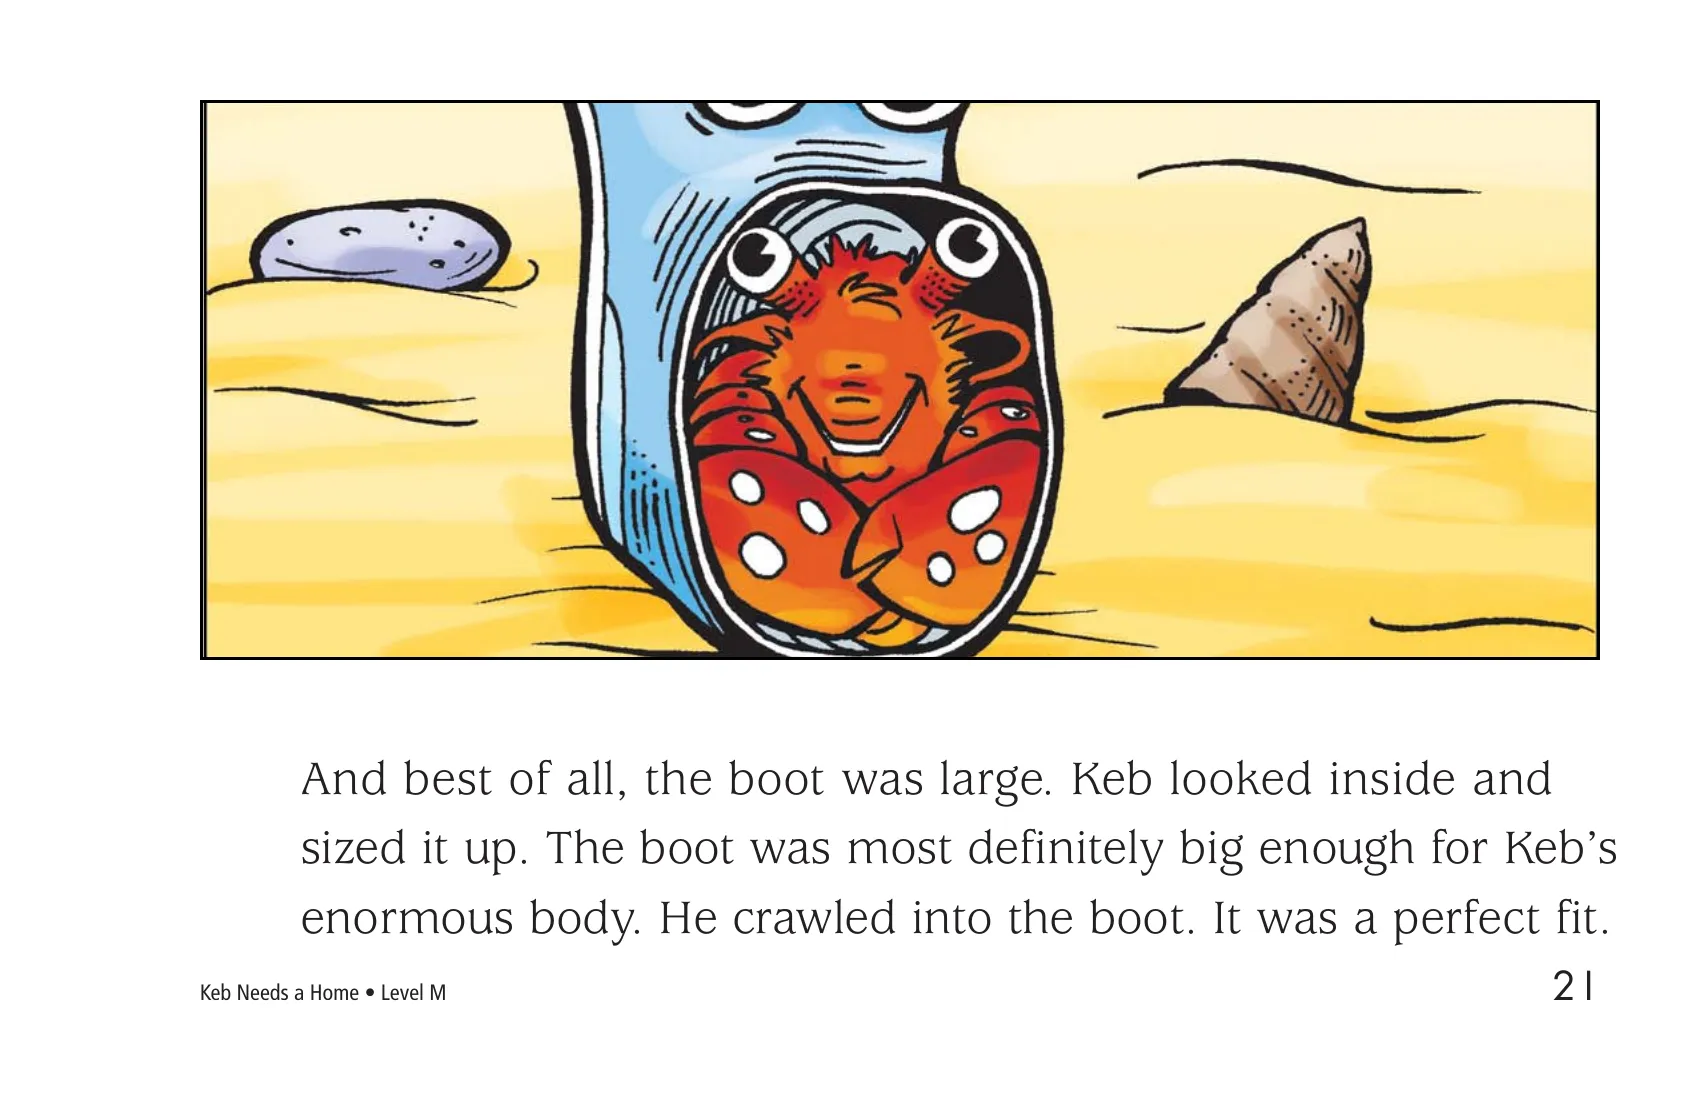 And best of all, the boot was large. Keb looked inside and
sized it up. The boot was most definitely big enough for Keb’s
enormous body. He crawled into the boot. It was a perfect fit.
Keb Needs a Home • Level M
21